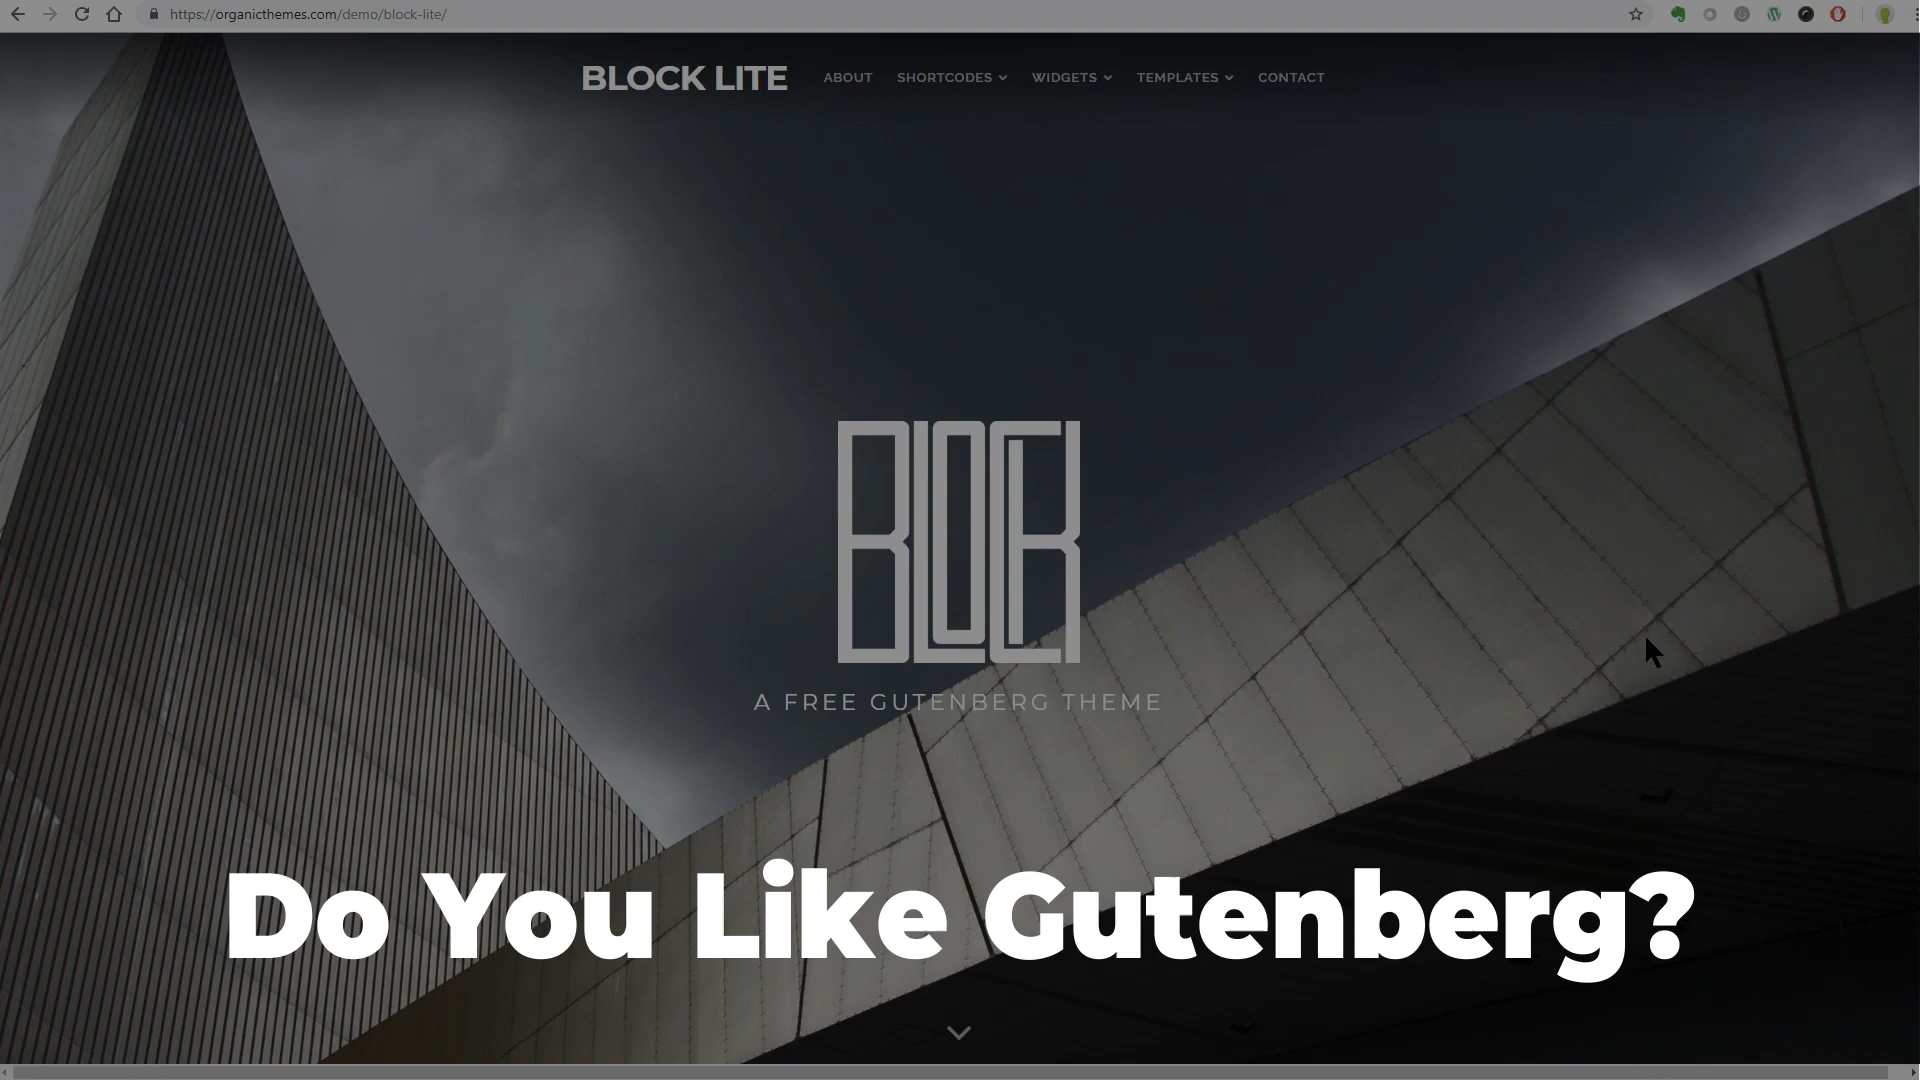 https://organicthemes.com/demo/block-lite/
BLOCK LITE
ABOUT
SHORTCODES
WIDGETS
TEMPLATES
CONTACT
BLOCK
A FREE GUTENBERG THEME
Do You Like Gutenberg?